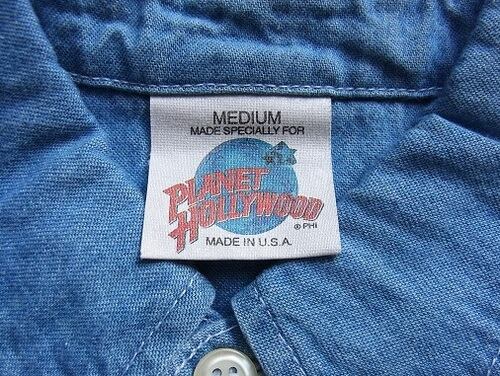 MEDIUM
MADE SPECIALLY FOR
PLANET
HOLLYWOOD
® PHI
MADE IN U.S.A.